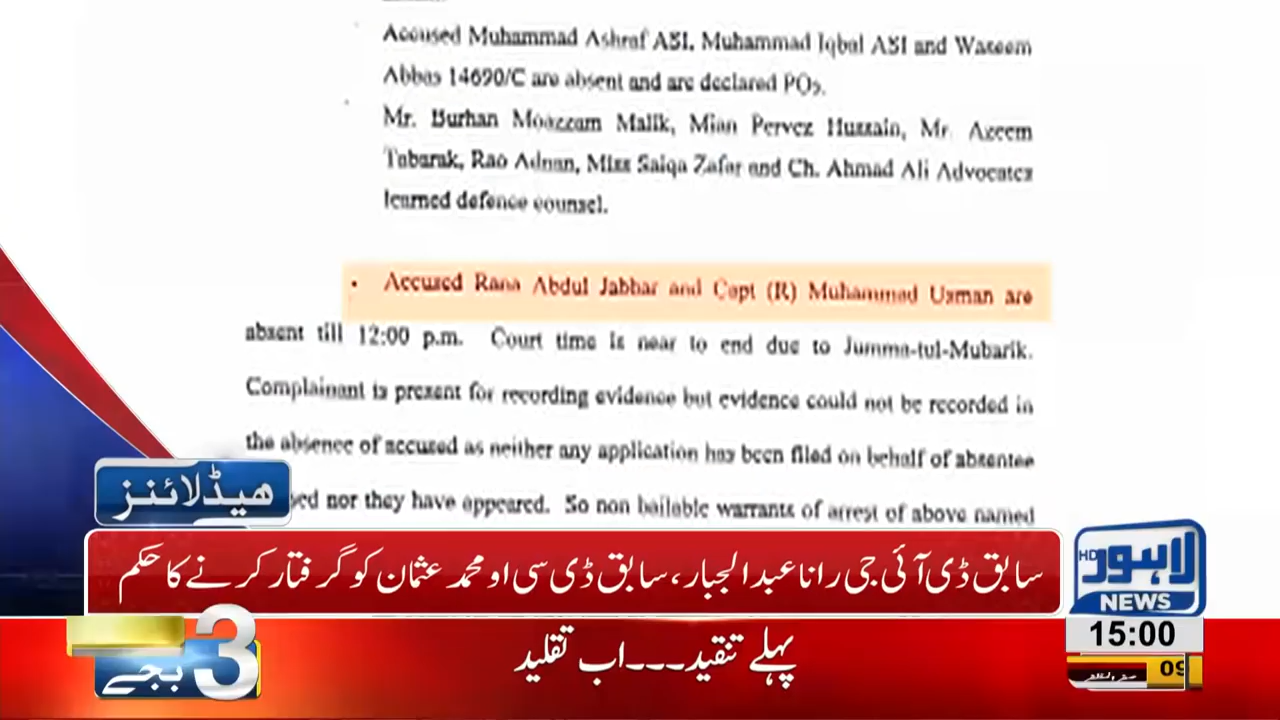 Accused Muhammad Ashraf ASI, Muhammad Iqbal ASI and Waseem
Abbas 14690/C are absent and are declared POs.
Mr. Burhan Moazzam Malik, Mian Pervez Hussain, Mr. Azeem
Tabarak, Rao Adnan, Miss Saiqa Zafar and Ch. Ahmad Ali Advocates
learned defence counsel.
• Accused Rana Abdul Jabbar and Capt (R) Muhammad Usman are
absent till 12:00 p.m. Court time is near to end due to Jumma-tul-Mubarik.
Complainant is present for recording evidence but evidence could not be recorded in
the absence of accused as neither any application has been filed on behalf of absentee
nor they have appeared. So non bailable warrants of arrest of above named
ھیڈلائنز
سابق ڈی آئی جی رانا عبدالجبار، سابق ڈی سی او محمد عثمان کو گرفتار کرنے کا حکم
HD لاہور
NEWS
15:00
09
پہلے تنقید۔۔۔اب تقلید
3 بجے